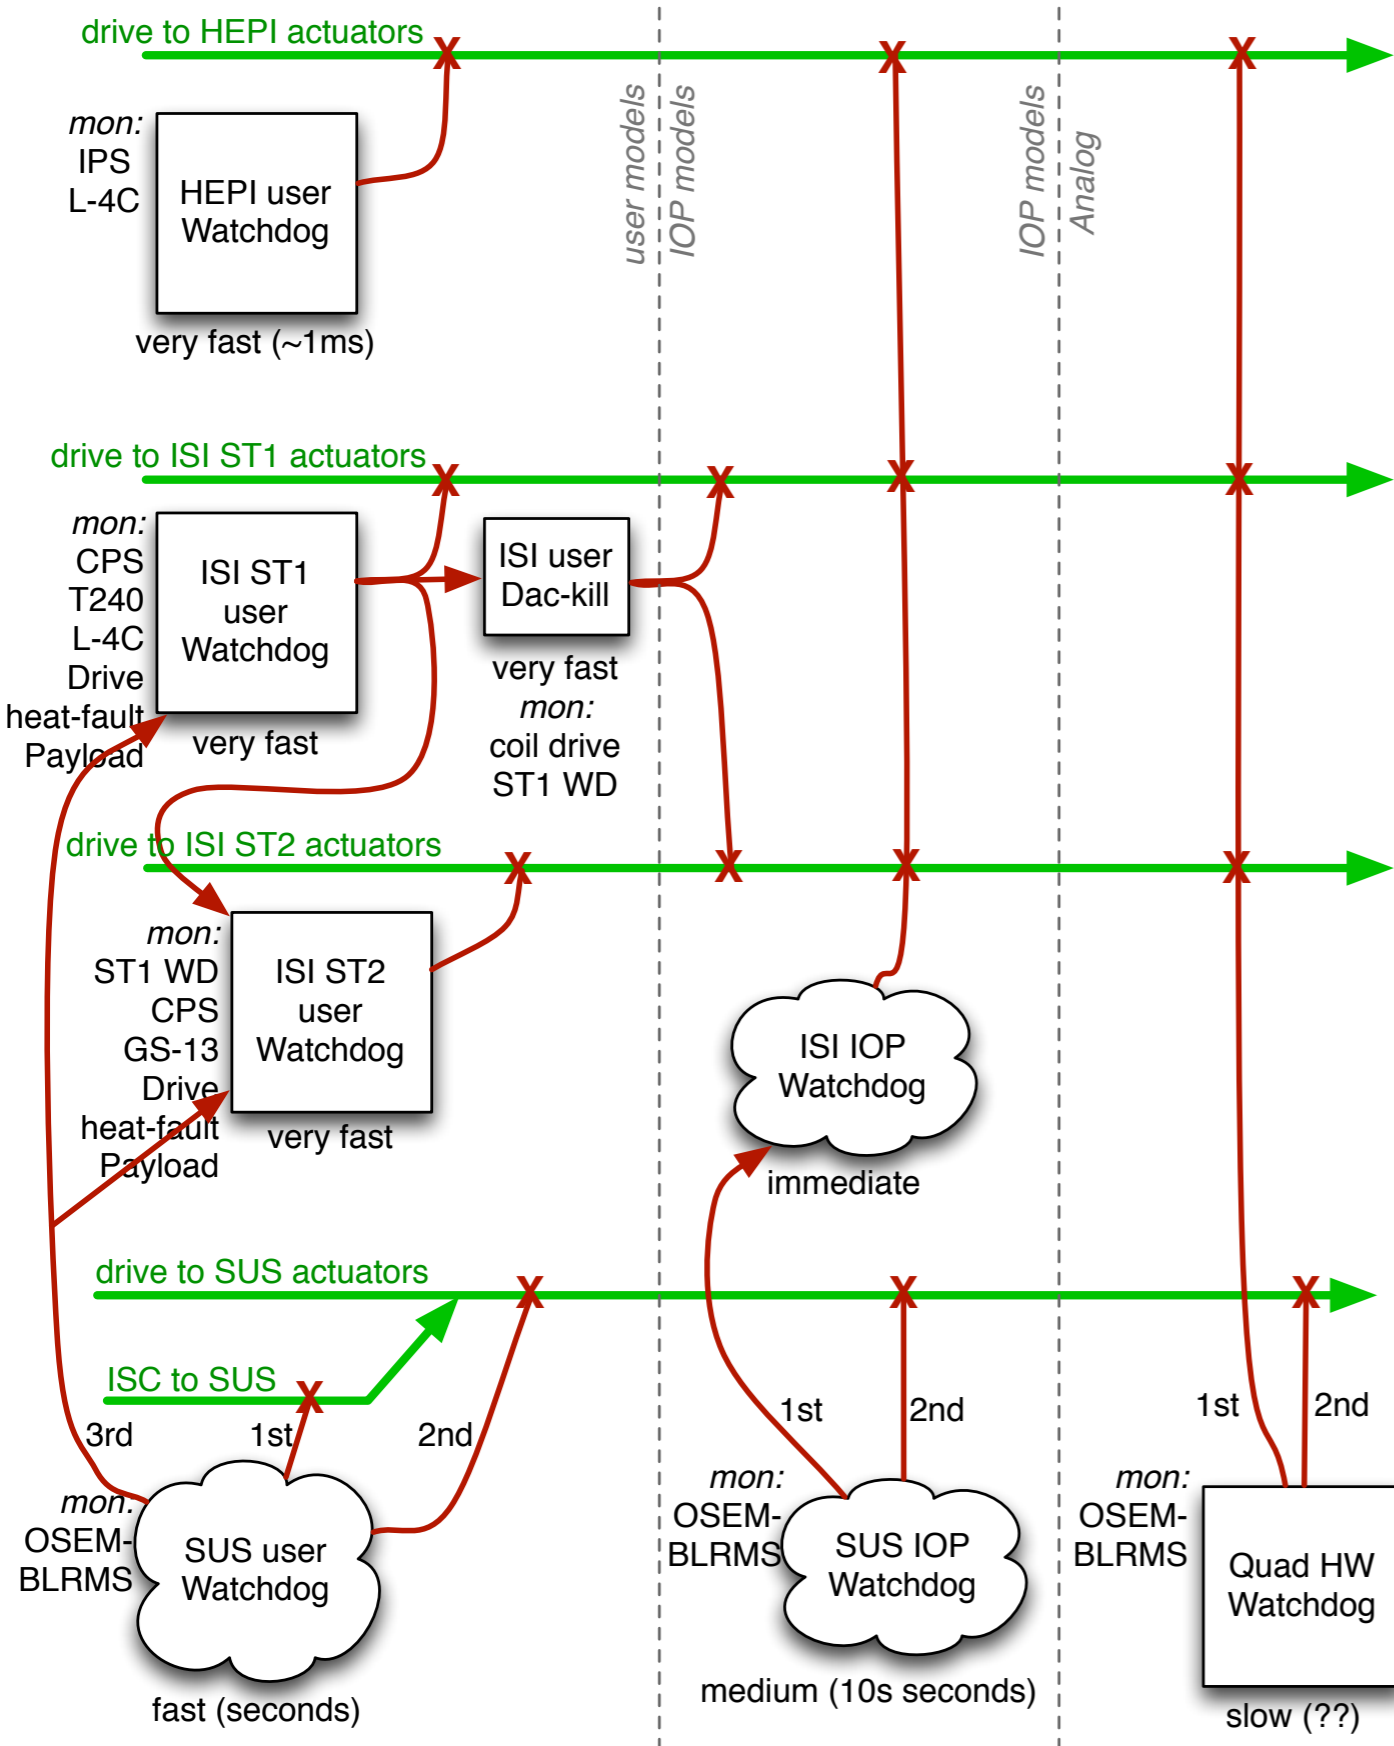 drive to HEPI actuators
mon:
IPS
L-4C
HEPI user
Watchdog
very fast (~1ms)
user models
IOP models
IOP models
Analog
drive to ISI ST1 actuators
mon:
CPS
T240
L-4C
Drive
heat-fault
Payload
ISI ST1
user
Watchdog
very fast
ISI user
Dac-kill
very fast
mon:
coil drive
ST1 WD
drive to ISI ST2 actuators
mon:
ST1 WD
CPS
GS-13
Drive
heat-fault
Payload
ISI ST2
user
Watchdog
very fast
ISI IOP
Watchdog
immediate
drive to SUS actuators
ISC to SUS
3rd
1st
2nd
mon:
OSEM-
BLRMS
SUS user
Watchdog
fast (seconds)
1st
2nd
mon:
OSEM-
BLRMS
SUS IOP
Watchdog
medium (10s seconds)
1st
2nd
mon:
OSEM-
BLRMS
Quad HW
Watchdog
slow (??)